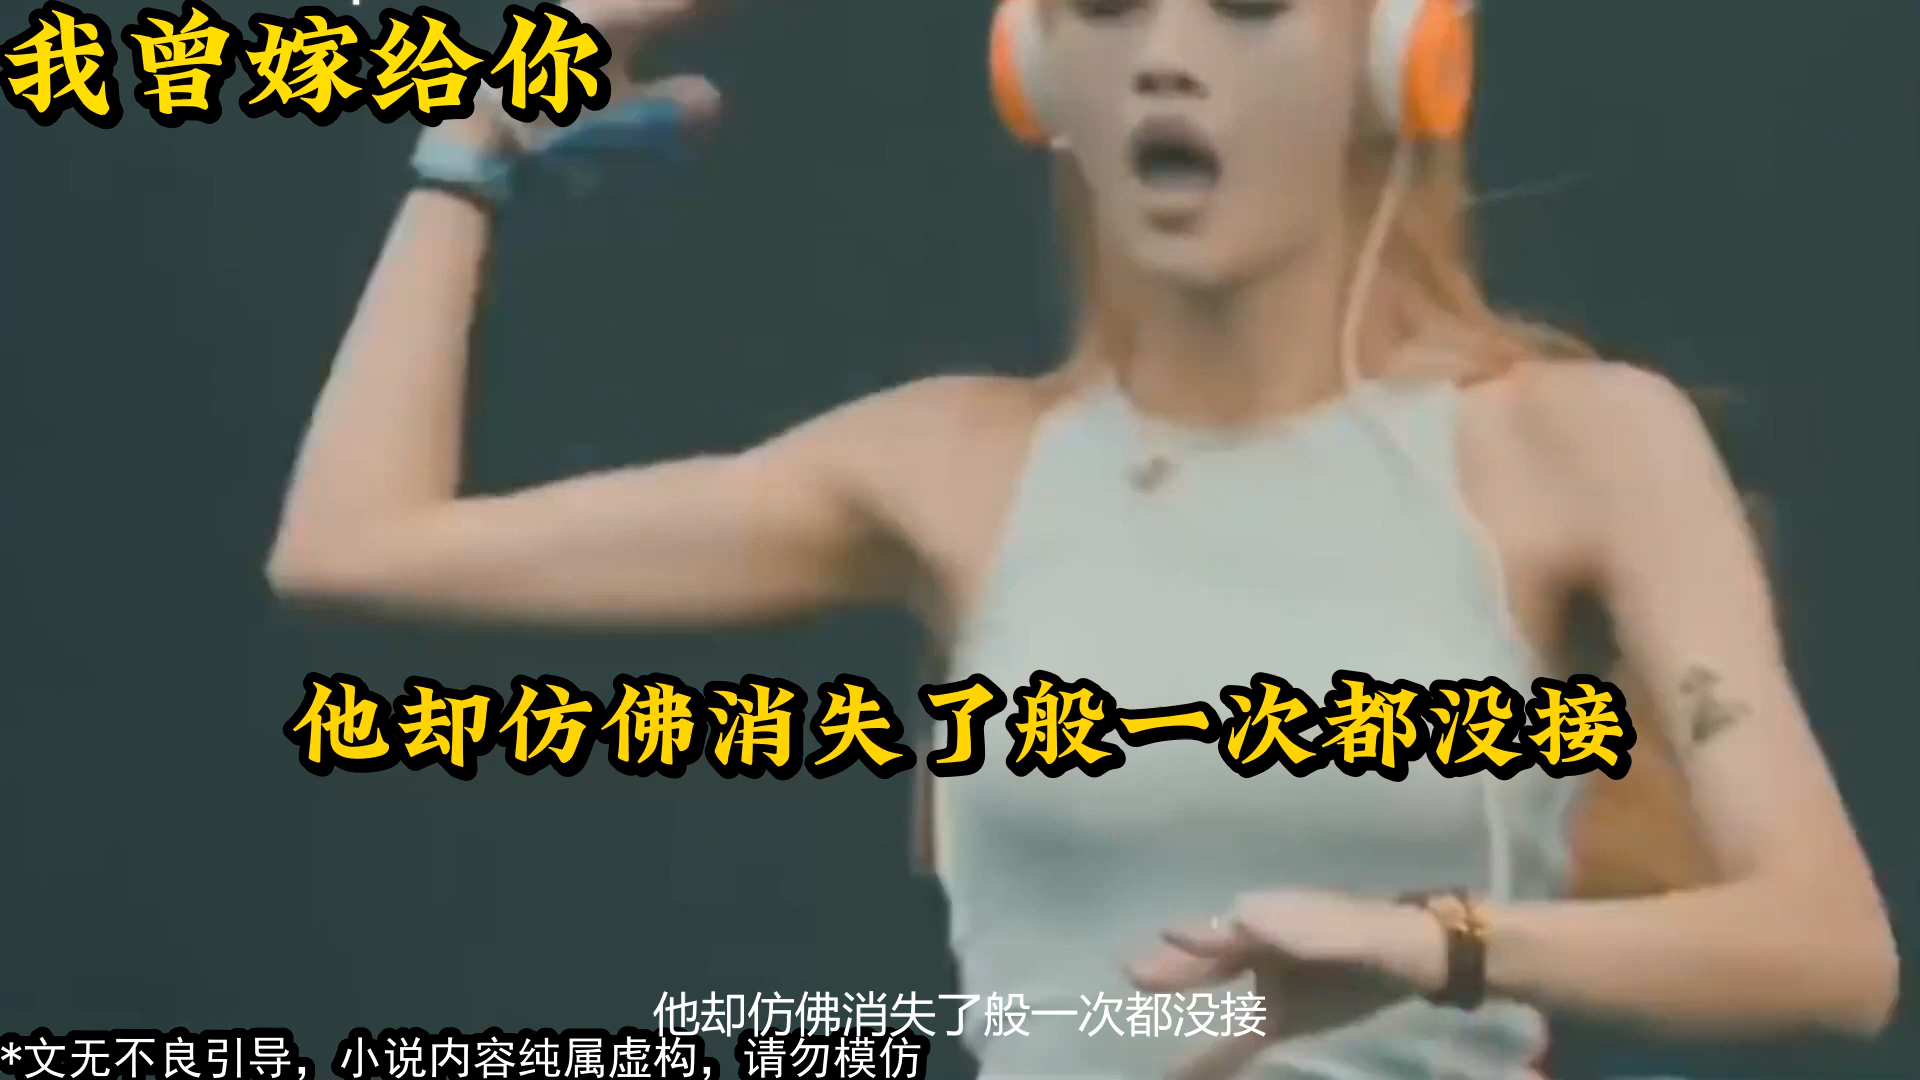 我曾嫁给你
他却仿佛消失了般一次都没接
他却仿佛消失了般一次都没接
*文无不良引导，小说内容纯属虚构，请勿模仿